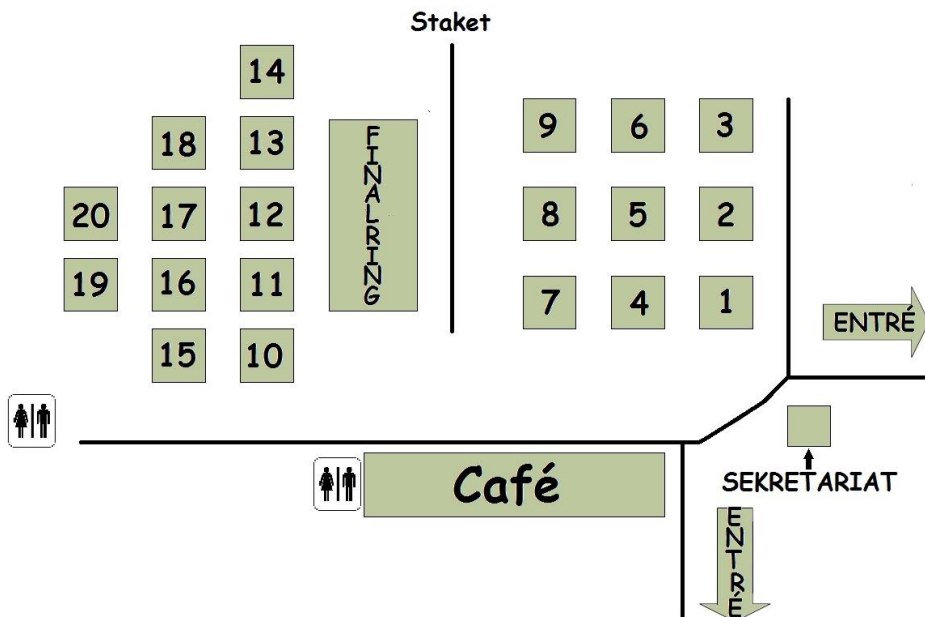 Staket
14
9 6 3
18 13
FINALRING
20 17 12
8 5 2
19 16 11
7 4 1
ENTRÉ
15 10
Café
SEKRETARIAT
ENTRÉ